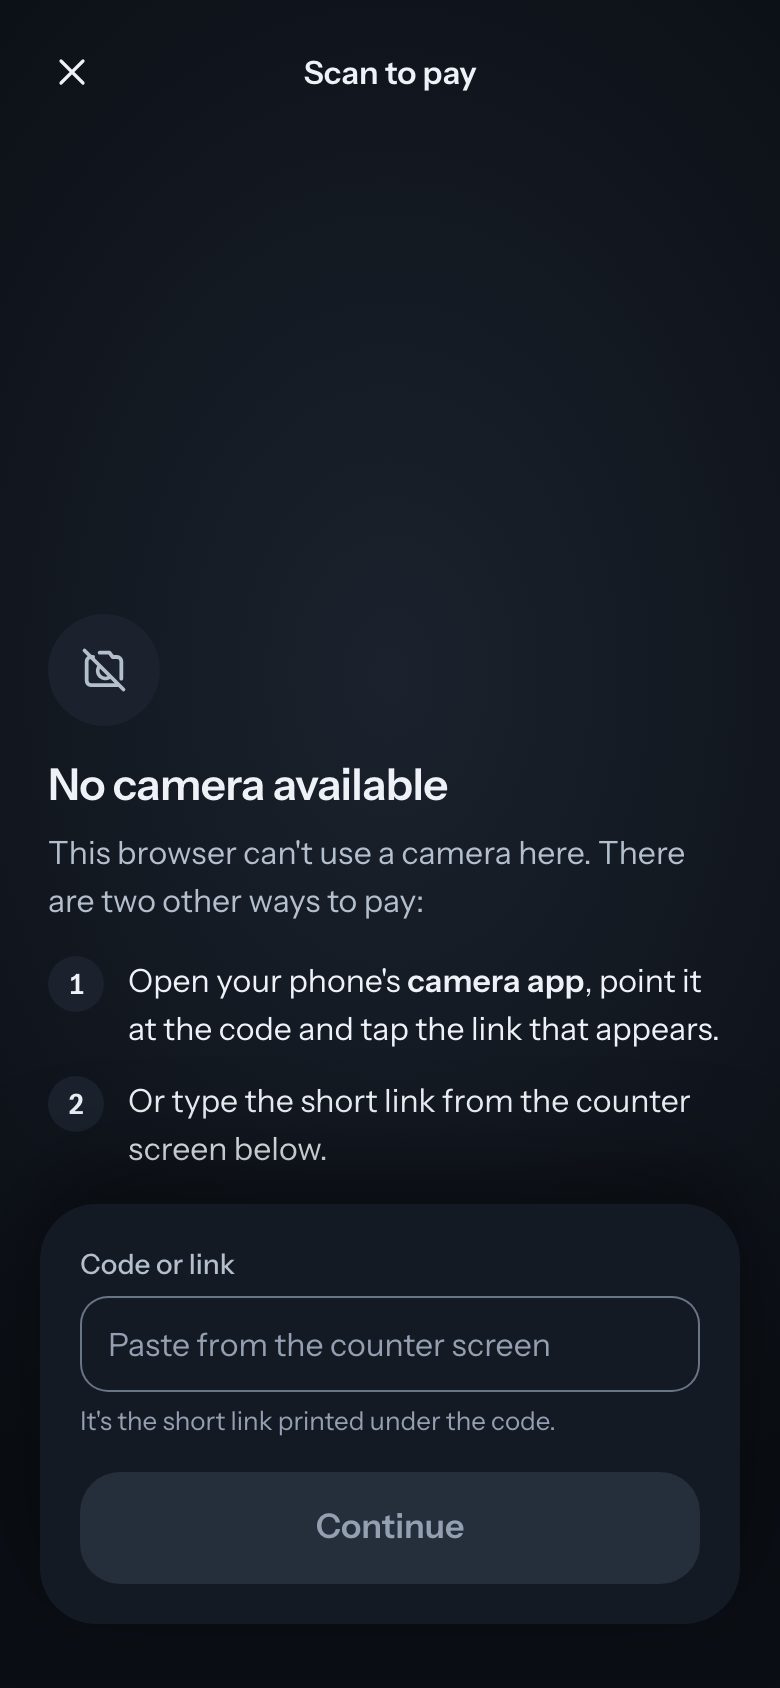 Scan to pay
No camera available
This browser can't use a camera here. There
are two other ways to pay:
1
Open your phone's camera app, point it
at the code and tap the link that appears.
2
Or type the short link from the counter
screen below.
Code or link
Paste from the counter screen
It's the short link printed under the code.
Continue